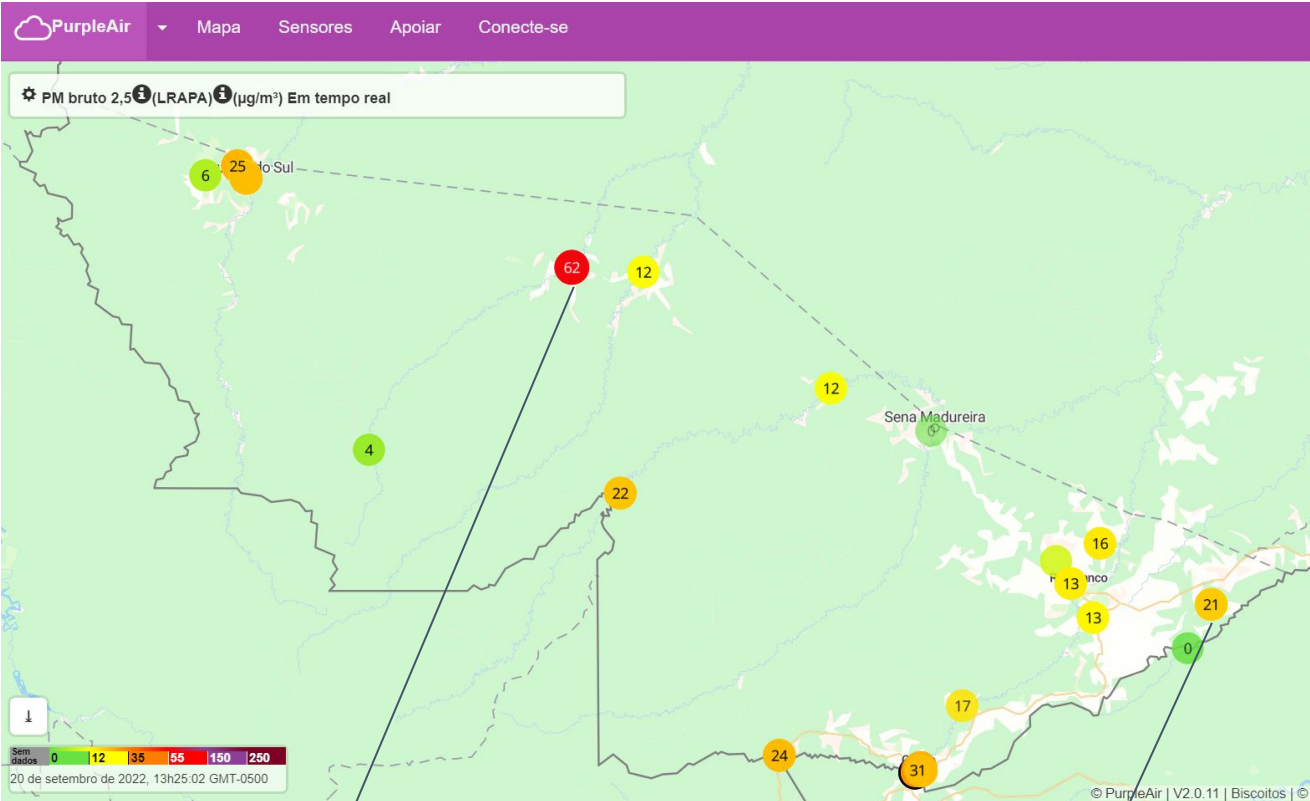 PurpleAir Mapa Sensores Apoiar Conecte-se
PM bruto 2,5 (LRAPA) (µg/m³) Em tempo real
25
do Sul
6
62
12
12
Sena Madureira
0
4
22
16
13
13
21
0
17
24
31
⤓
Sem dados 0 12 35 55 150 250
20 de setembro de 2022, 13h25:02 GMT-0500
© PurpleAir | V2.0.11 | Biscoitos | ©